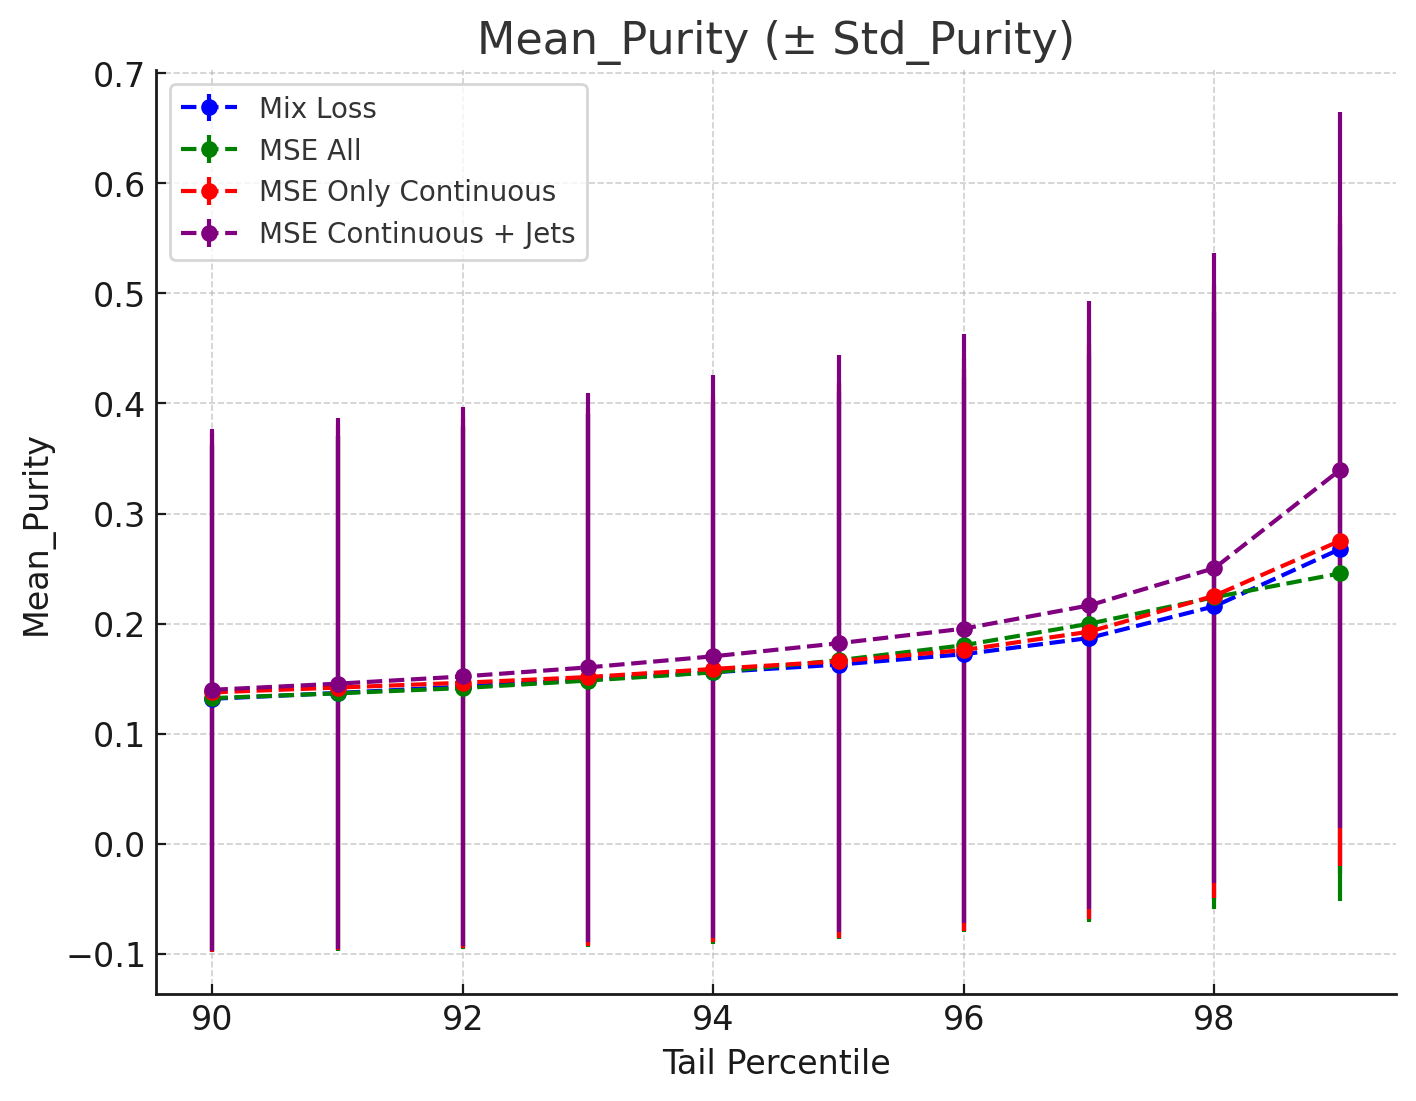 Mean_Purity (± Std_Purity)
Mix Loss
MSE All
MSE Only Continuous
MSE Continuous + Jets
Mean_Purity
0.7
0.6
0.5
0.4
0.3
0.2
0.1
0.0
−0.1
90 92 94 96 98
Tail Percentile